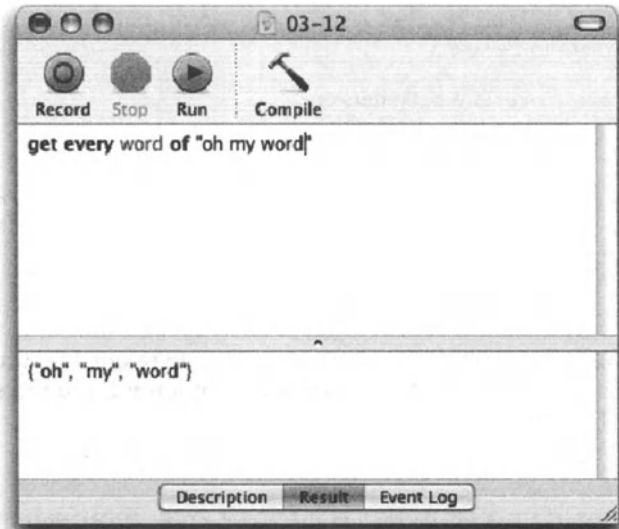 03-12
Record Stop Run Compile
get every word of "oh my word"
{"oh", "my", "word"}
Description Result Event Log